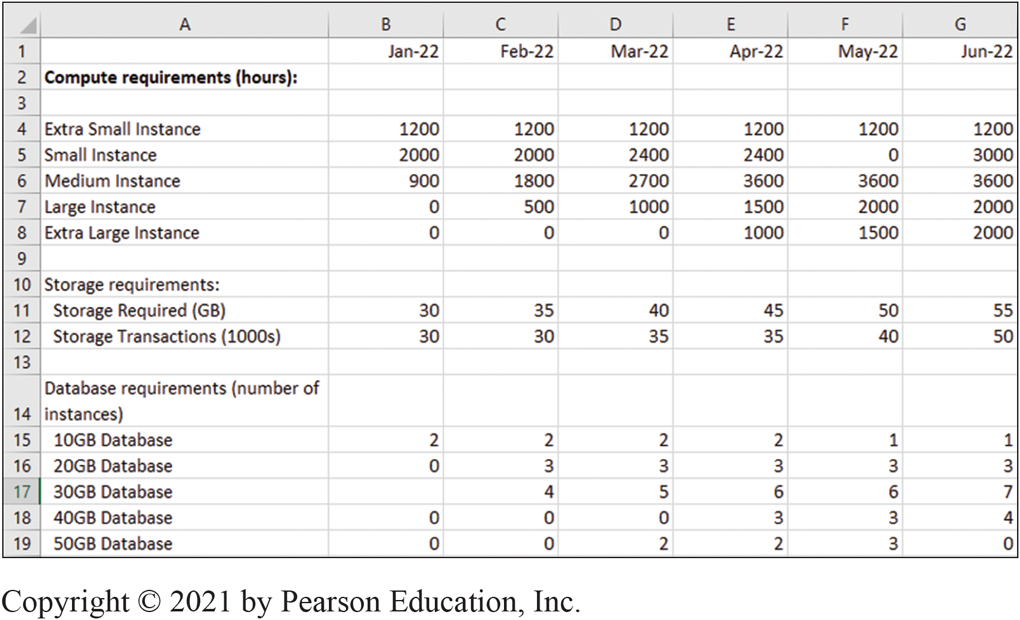 A B C D E F G
1 Jan-22 Feb-22 Mar-22 Apr-22 May-22 Jun-22
2 Compute requirements (hours):
3
4 Extra Small Instance 1200 1200 1200 1200 1200 1200
5 Small Instance 2000 2000 2400 2400 0 3000
6 Medium Instance 900 1800 2700 3600 3600 3600
7 Large Instance 0 500 1000 1500 2000 2000
8 Extra Large Instance 0 0 0 1000 1500 2000
9
10 Storage requirements:
11 Storage Required (GB) 30 35 40 45 50 55
12 Storage Transactions (1000s) 30 30 35 35 40 50
13
Database requirements (number of
14 instances)
15 10GB Database 2 2 2 2 1 1
16 20GB Database 0 3 3 3 3 3
17 30GB Database 4 5 6 6 7
18 40GB Database 0 0 0 3 3 4
19 50GB Database 0 0 2 2 3 0
Copyright © 2021 by Pearson Education, Inc.